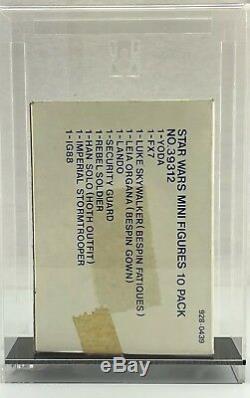 STAR WARS MINI FIGURES 10 PACK
NO.39312
1-YODA
1-FX7
1-LUKE SKYWALKER (BESPIN FATIQUES)
1-LEIA ORGANA (BESPIN GOWN)
1-LANDO
1-SECURITY GUARD
1-REBEL SOLDIER
1-HAN SOLO (HOTH OUTFIT)
1-IMPERIAL STORMTROOPER
1-IG88
928-0439